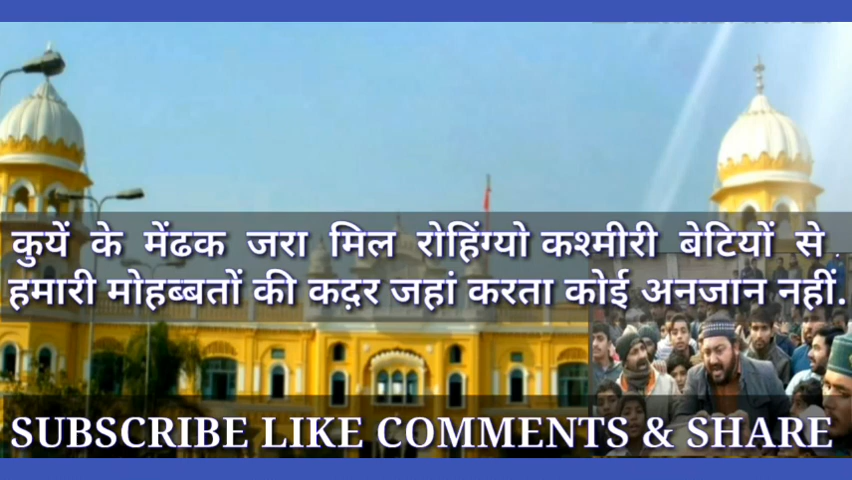 कुयें के मेंढक जरा मिल रोहिंग्यो कश्मीरी बेटियों से ,
हमारी मोहब्बतों की कद़र जहां करता कोई अनजान नहीं.
SUBSCRIBE LIKE COMMENTS & SHARE